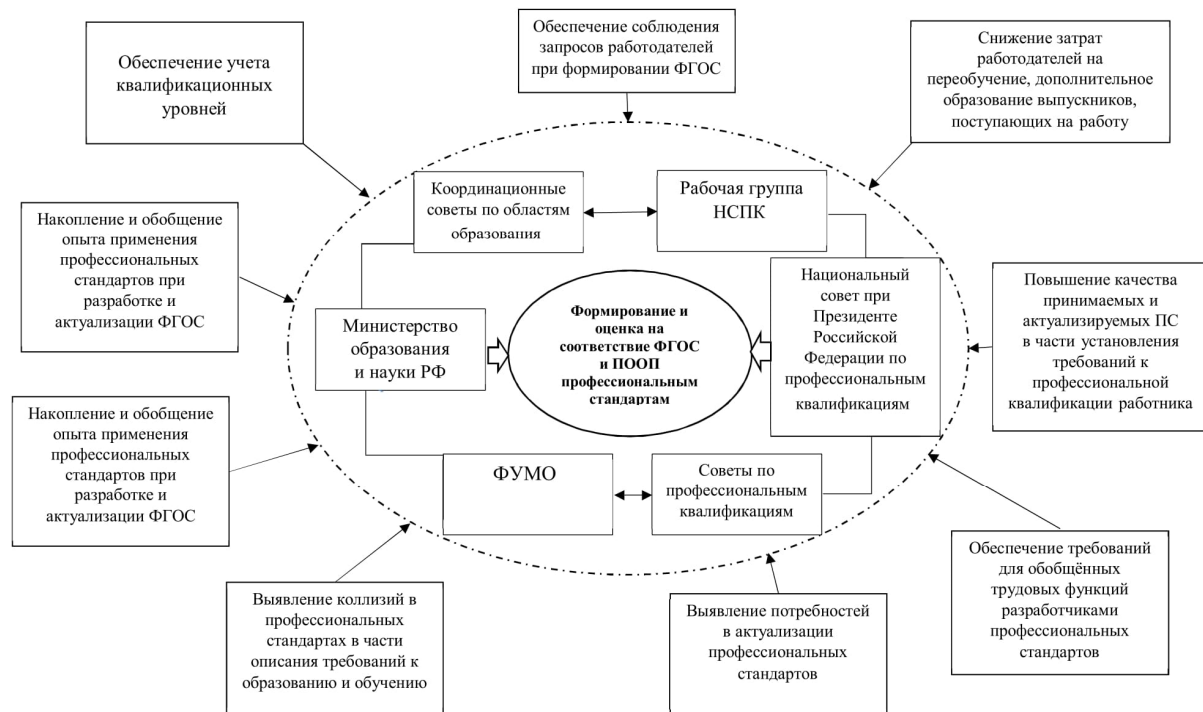 Обеспечение учета
квалификационных
уровней
Обеспечение соблюдения
запросов работодателей
при формировании ФГОС
Снижение затрат
работодателей на
переобучение, дополнительное
образование выпускников,
поступающих на работу
Накопление и обобщение
опыта применения
профессиональных
стандартов при
разработке и
актуализации ФГОС
Координационные
советы по областям
образования
Рабочая группа
НСПК
Министерство
образования
и науки РФ
Формирование и
оценка на
соответствие ФГОС
и ПООП
профессиональным
стандартам
Национальный
совет при
Президенте
Российской
Федерации по
профессиональным
квалификациям
Повышение качества
принимаемых и
актуализируемых ПС
в части установления
требований к
профессиональной
квалификации работника
Накопление и обобщение
опыта применения
профессиональных
стандартов при
разработке и
актуализации ФГОС
ФУМО
Советы по
профессиональным
квалификациям
Выявление коллизий в
профессиональных
стандартах в части
описания требований к
образованию и обучению
Выявление потребностей
в актуализации
профессиональных
стандартов
Обеспечение требований
для обобщённых
трудовых функций
разработчиками
профессиональных
стандартов